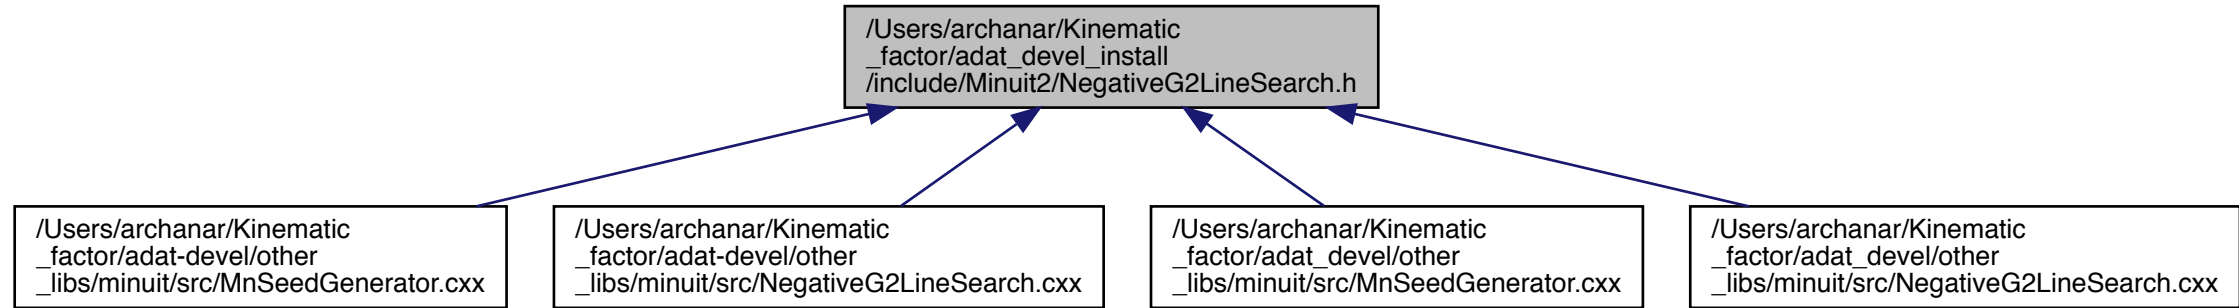 /Users/archanar/Kinematic
_factor/adat_devel_install
/include/Minuit2/NegativeG2LineSearch.h
/Users/archanar/Kinematic
_factor/adat-devel/other
_libs/minuit/src/MnSeedGenerator.cxx
/Users/archanar/Kinematic
_factor/adat-devel/other
_libs/minuit/src/NegativeG2LineSearch.cxx
/Users/archanar/Kinematic
_factor/adat_devel/other
_libs/minuit/src/MnSeedGenerator.cxx
/Users/archanar/Kinematic
_factor/adat_devel/other
_libs/minuit/src/NegativeG2LineSearch.cxx